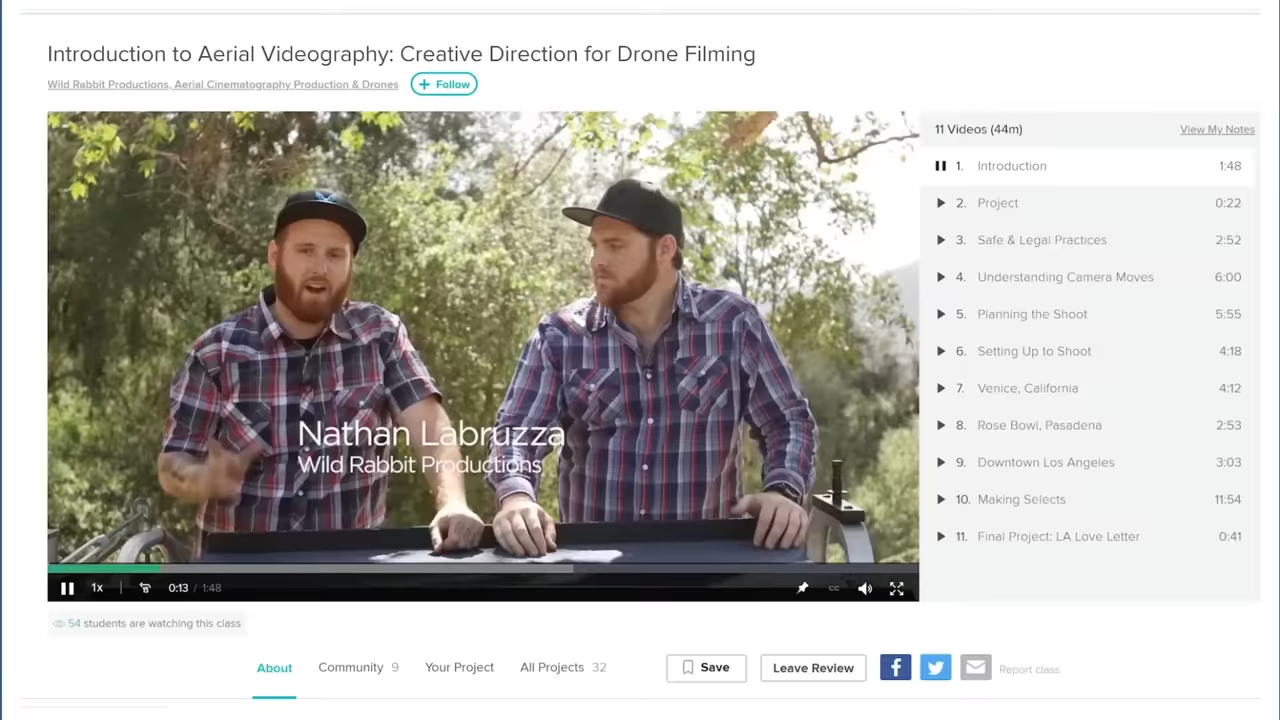 Introduction to Aerial Videography: Creative Direction for Drone Filming
Wild Rabbit Productions, Aerial Cinematography Production & Drones
+ Follow
Nathan Labruzza
Wild Rabbit Productions
1x
0:13 / 1:48
CC
11 Videos (44m) View My Notes
1. Introduction 1:48
2. Project 0:22
3. Safe & Legal Practices 2:52
4. Understanding Camera Moves 6:00
5. Planning the Shoot 5:55
6. Setting Up to Shoot 4:18
7. Venice, California 4:12
8. Rose Bowl, Pasadena 2:53
9. Downtown Los Angeles 3:03
10. Making Selects 11:54
11. Final Project: LA Love Letter 0:41
54 students are watching this class
About Community 9 Your Project All Projects 32 Save Leave Review Report class